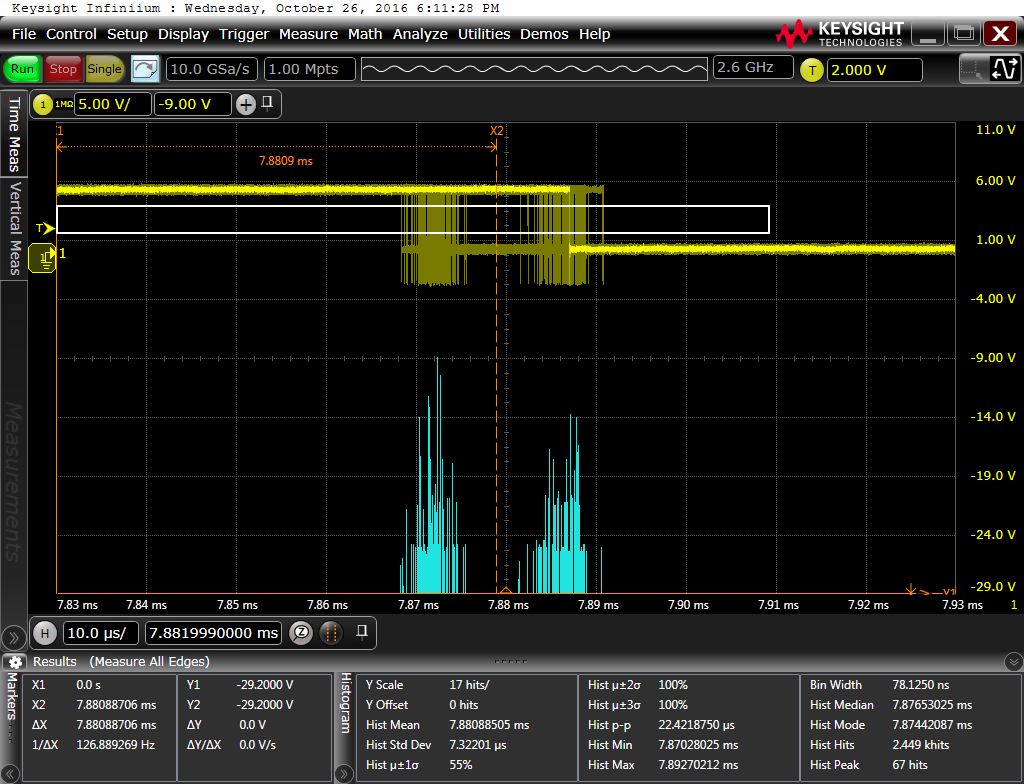 Keysight Infiniium : Wednesday, October 26, 2016 6:11:28 PM
File Control Setup Display Trigger Measure Math Analyze Utilities Demos Help
KEYSIGHT
TECHNOLOGIES
Run Stop Single 10.0 GSa/s 1.00 Mpts 2.6 GHz T 2.000 V
1 1MΩ 5.00 V/ -9.00 V
Time Meas
Vertical Meas
Measurements
1 X2 11.0 V
7.8809 ms
6.00 V
T
1.00 V
1 1
-4.00 V
-9.00 V
-14.0 V
-19.0 V
-24.0 V
-29.0 V
Y1
7.83 ms 7.84 ms 7.85 ms 7.86 ms 7.87 ms 7.88 ms 7.89 ms 7.90 ms 7.91 ms 7.92 ms 7.93 ms 1
H 10.0 µs/ 7.8819990000 ms
Results (Measure All Edges)
Markers...
X1 0.0 s
X2 7.88088706 ms
ΔX 7.88088706 ms
1/ΔX 126.889269 Hz
Y1 -29.2000 V
Y2 -29.2000 V
ΔY 0.0 V
ΔY/ΔX 0.0 V/s
Histogram
Y Scale 17 hits/
Y Offset 0 hits
Hist Mean 7.88088505 ms
Hist Std Dev 7.32201 µs
Hist µ±1σ 55%
Hist µ±2σ 100%
Hist µ±3σ 100%
Hist p-p 22.4218750 µs
Hist Min 7.87028025 ms
Hist Max 7.89270212 ms
Bin Width 78.1250 ns
Hist Median 7.87653025 ms
Hist Mode 7.87442087 ms
Hist Hits 2.449 khits
Hist Peak 67 hits